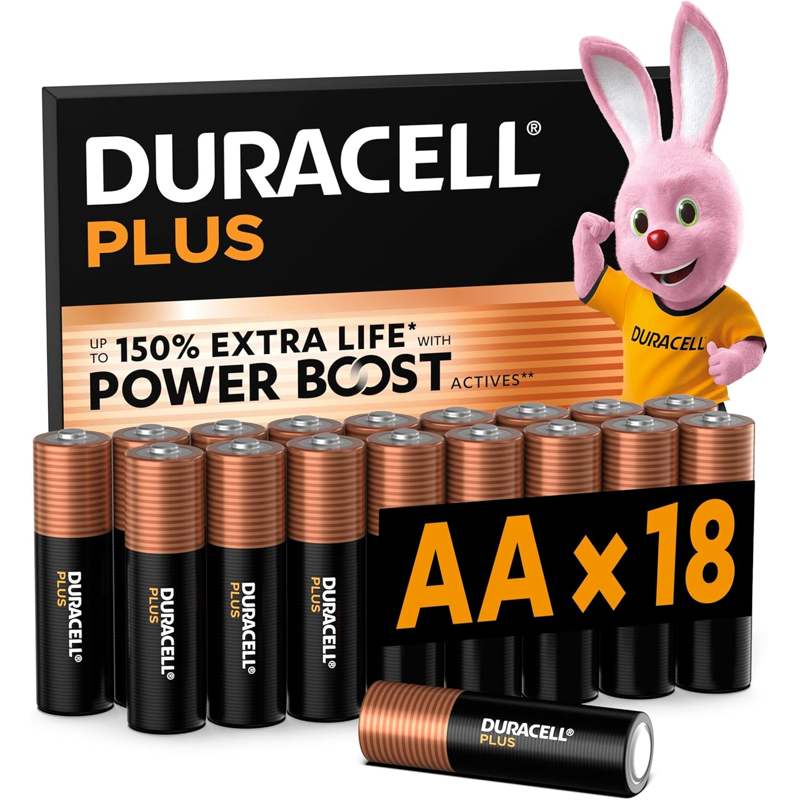 DURACELL®
PLUS
UP TO 150% EXTRA LIFE* WITH
POWER BOOST ACTIVES**
DURACELL
AA x 18
DURACELL®
PLUS
DURACELL®
PLUS
DURACELL®
PLUS
DURACELL®
PLUS
DURACELL®
PLUS